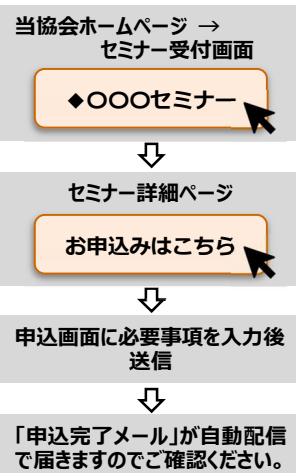 当協会ホームページ →
セミナー受付画面
◆〇〇〇セミナー
セミナー詳細ページ
お申込みはこちら
申込画面に必要事項を入力後
送信
「申込完了メール」が自動配信
で届きますのでご確認ください。